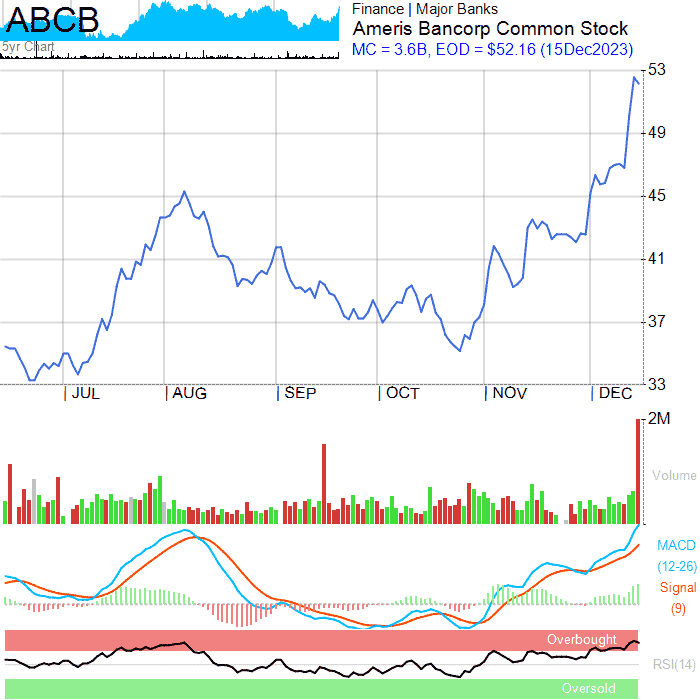 ABCB
5yr Chart
Finance | Major Banks
Ameris Bancorp Common Stock
MC = 3.6B, EOD = $52.16 (15Dec2023)
53
49
45
41
37
33
JUL
AUG
SEP
OCT
NOV
DEC
2M
Volume
MACD
(12-26)
Signal
(9)
Overbought
RSI(14)
Oversold